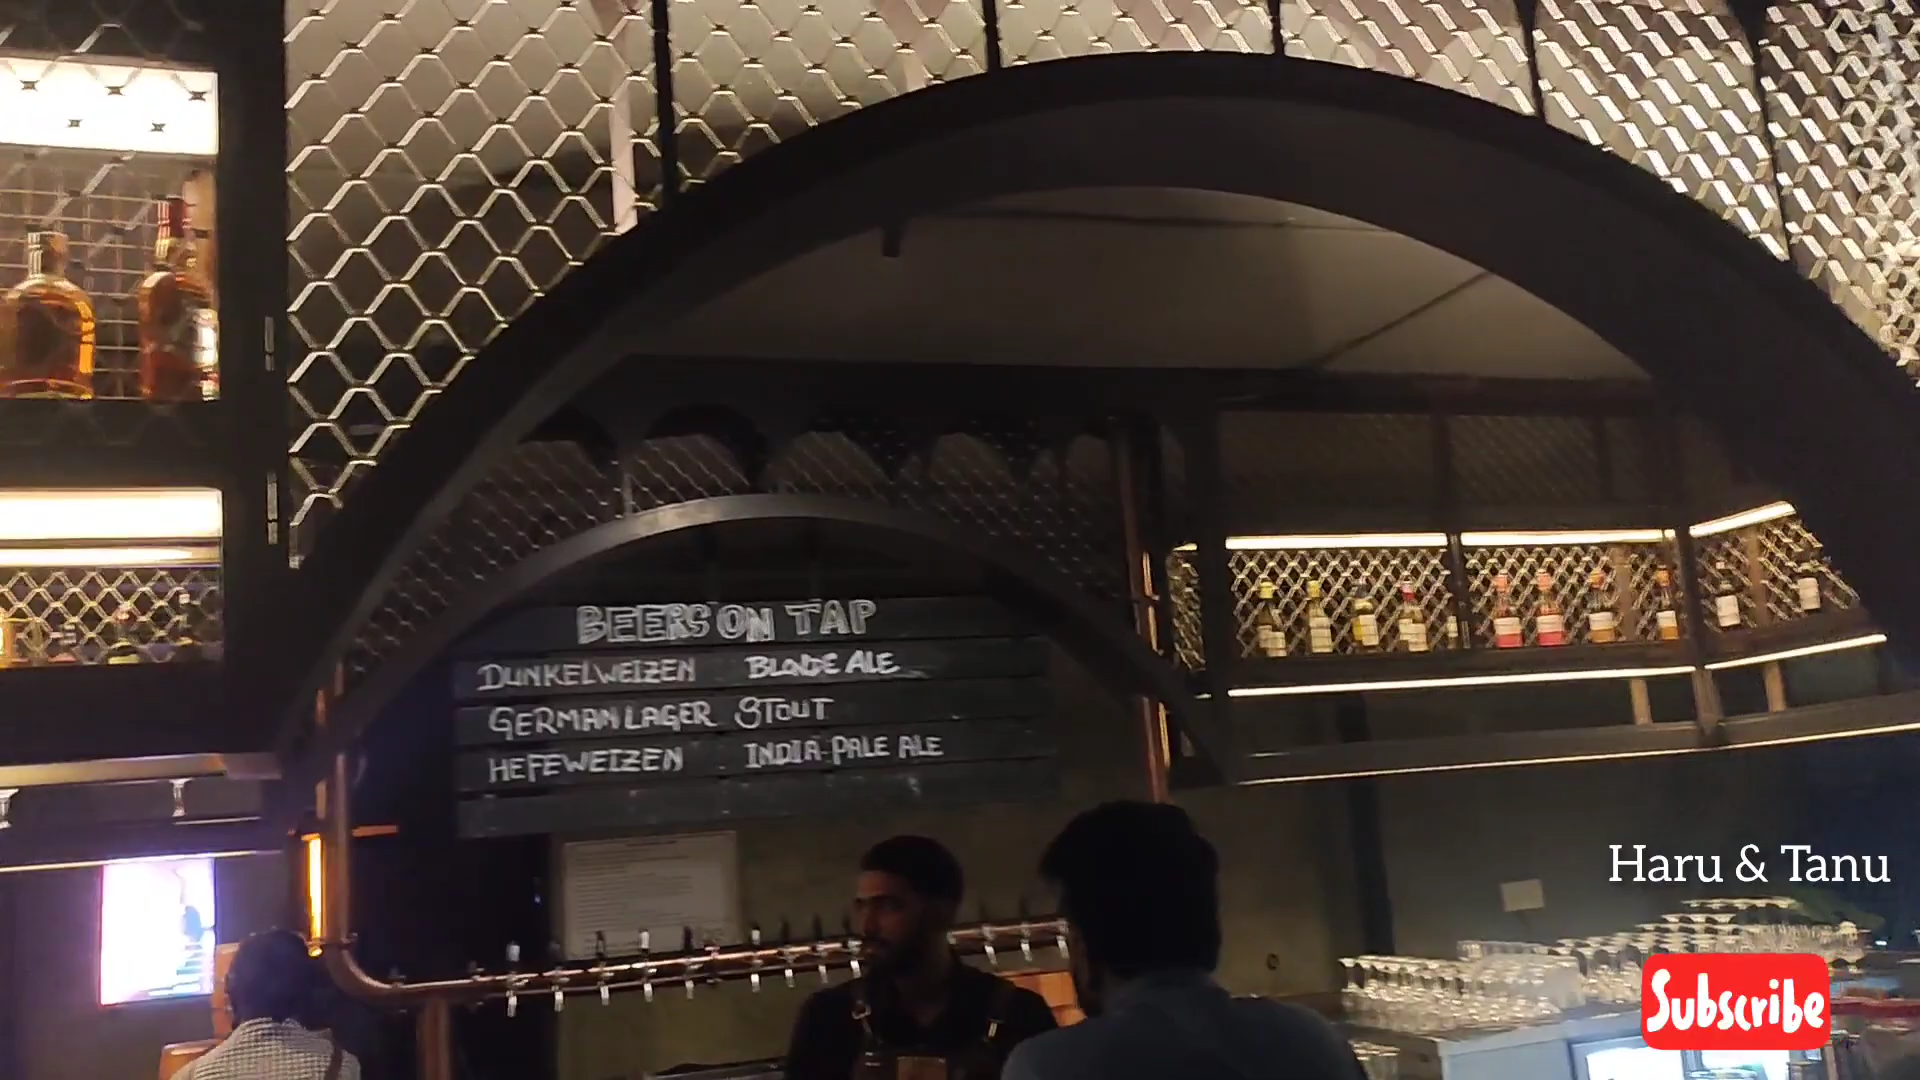 BEERS ON TAP
DUNKELWEIZEN BLONDE ALE
GERMAN LAGER STOUT
HEFEWEIZEN INDIA PALE ALE
Haru & Tanu
Subscribe